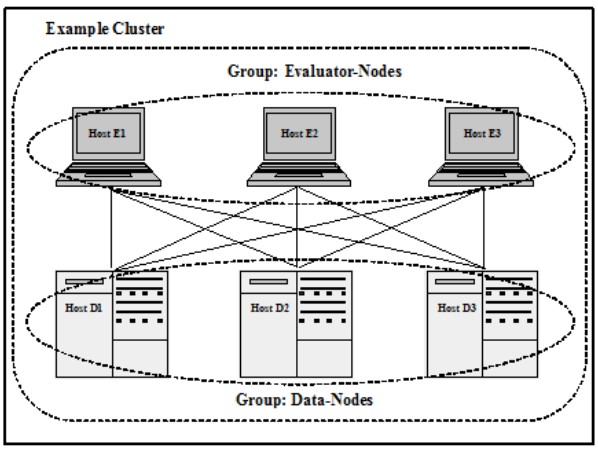 Example Cluster
Group: Evaluator-Nodes
Host E1
Host E2
Host E3
Host D1
Host D2
Host D3
Group: Data-Nodes